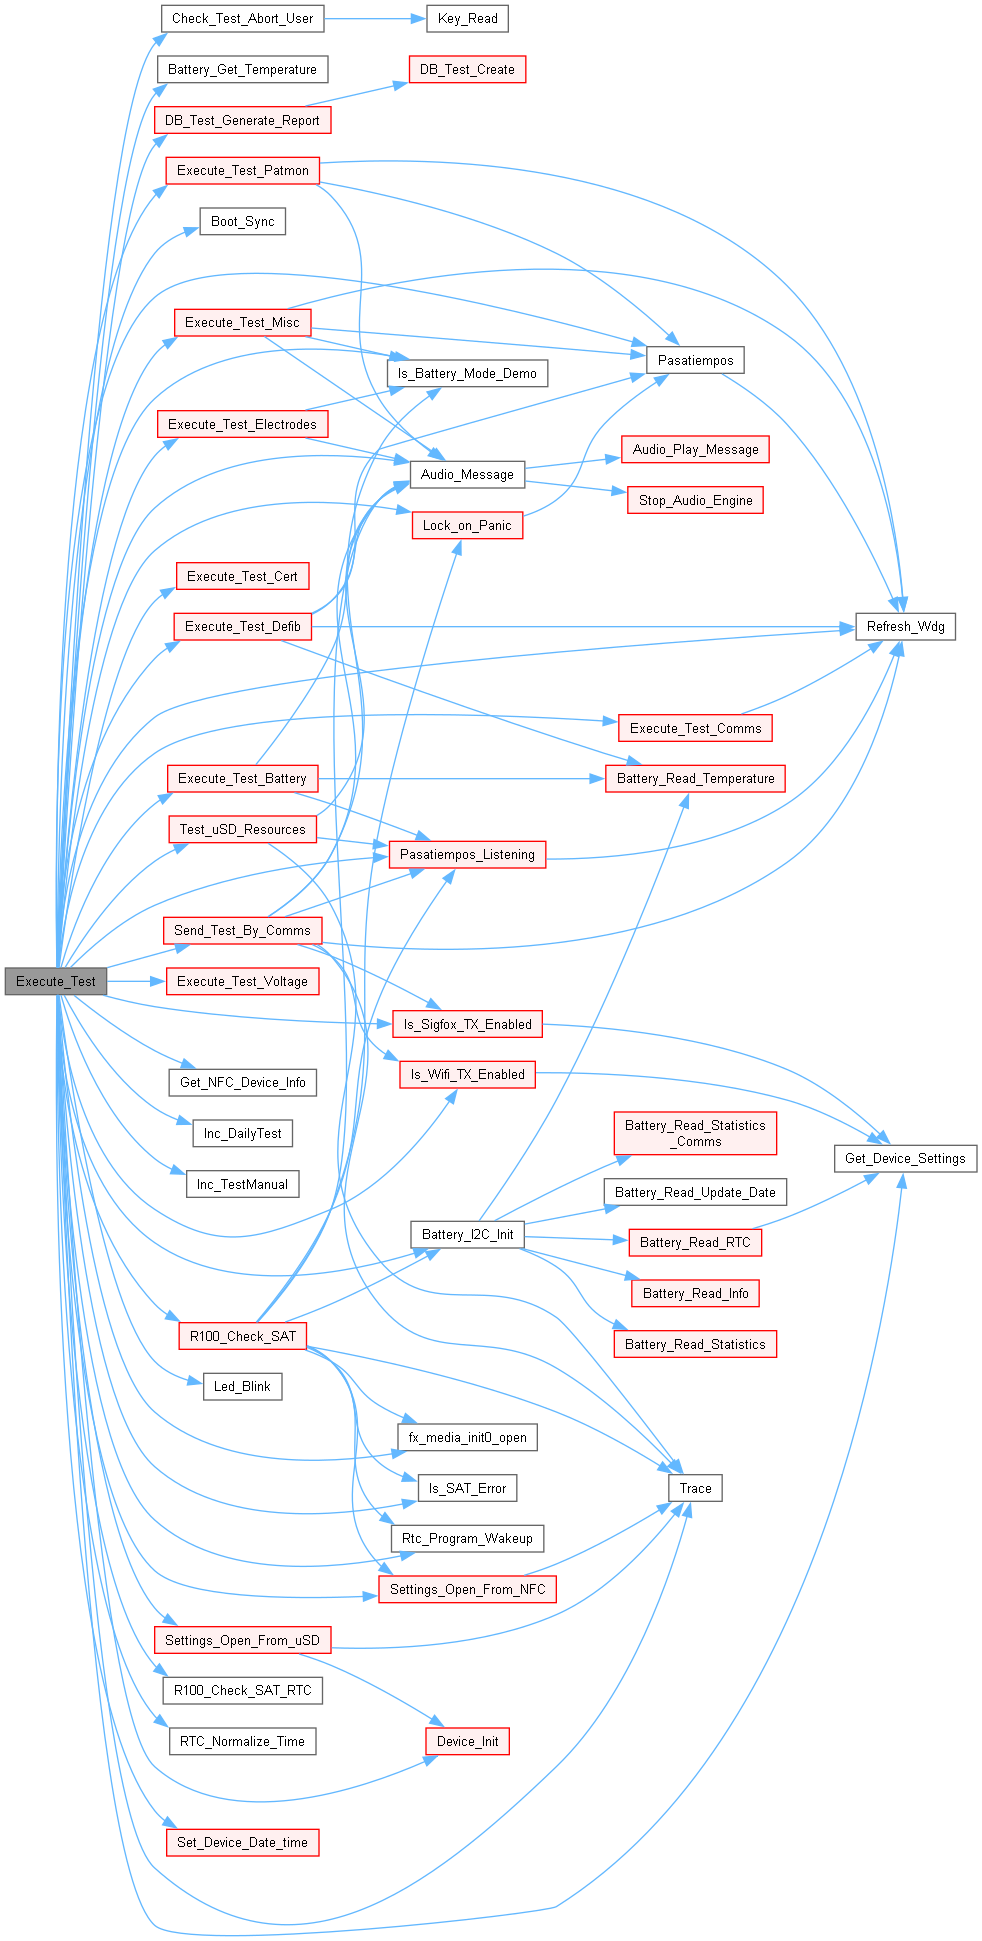 Check_Test_Abort_User
Key_Read
Battery_Get_Temperature
DB_Test_Create
DB_Test_Generate_Report
Execute_Test_Patmon
Boot_Sync
Execute_Test_Misc
Pasatiempos
Is_Battery_Mode_Demo
Execute_Test_Electrodes
Audio_Play_Message
Audio_Message
Stop_Audio_Engine
Lock_on_Panic
Execute_Test_Cert
Execute_Test_Defib
Refresh_Wdg
Execute_Test_Comms
Execute_Test_Battery
Battery_Read_Temperature
Test_uSD_Resources
Pasatiempos_Listening
Send_Test_By_Comms
Execute_Test
Execute_Test_Voltage
Is_Sigfox_TX_Enabled
Get_NFC_Device_Info
Is_Wifi_TX_Enabled
Inc_DailyTest
Battery_Read_Statistics
_Comms
Get_Device_Settings
Inc_TestManual
Battery_Read_Update_Date
Battery_I2C_Init
Battery_Read_RTC
Battery_Read_Info
R100_Check_SAT
Battery_Read_Statistics
Led_Blink
fx_media_init0_open
Is_SAT_Error
Trace
Rtc_Program_Wakeup
Settings_Open_From_NFC
Settings_Open_From_uSD
R100_Check_SAT_RTC
RTC_Normalize_Time
Device_Init
Set_Device_Date_time